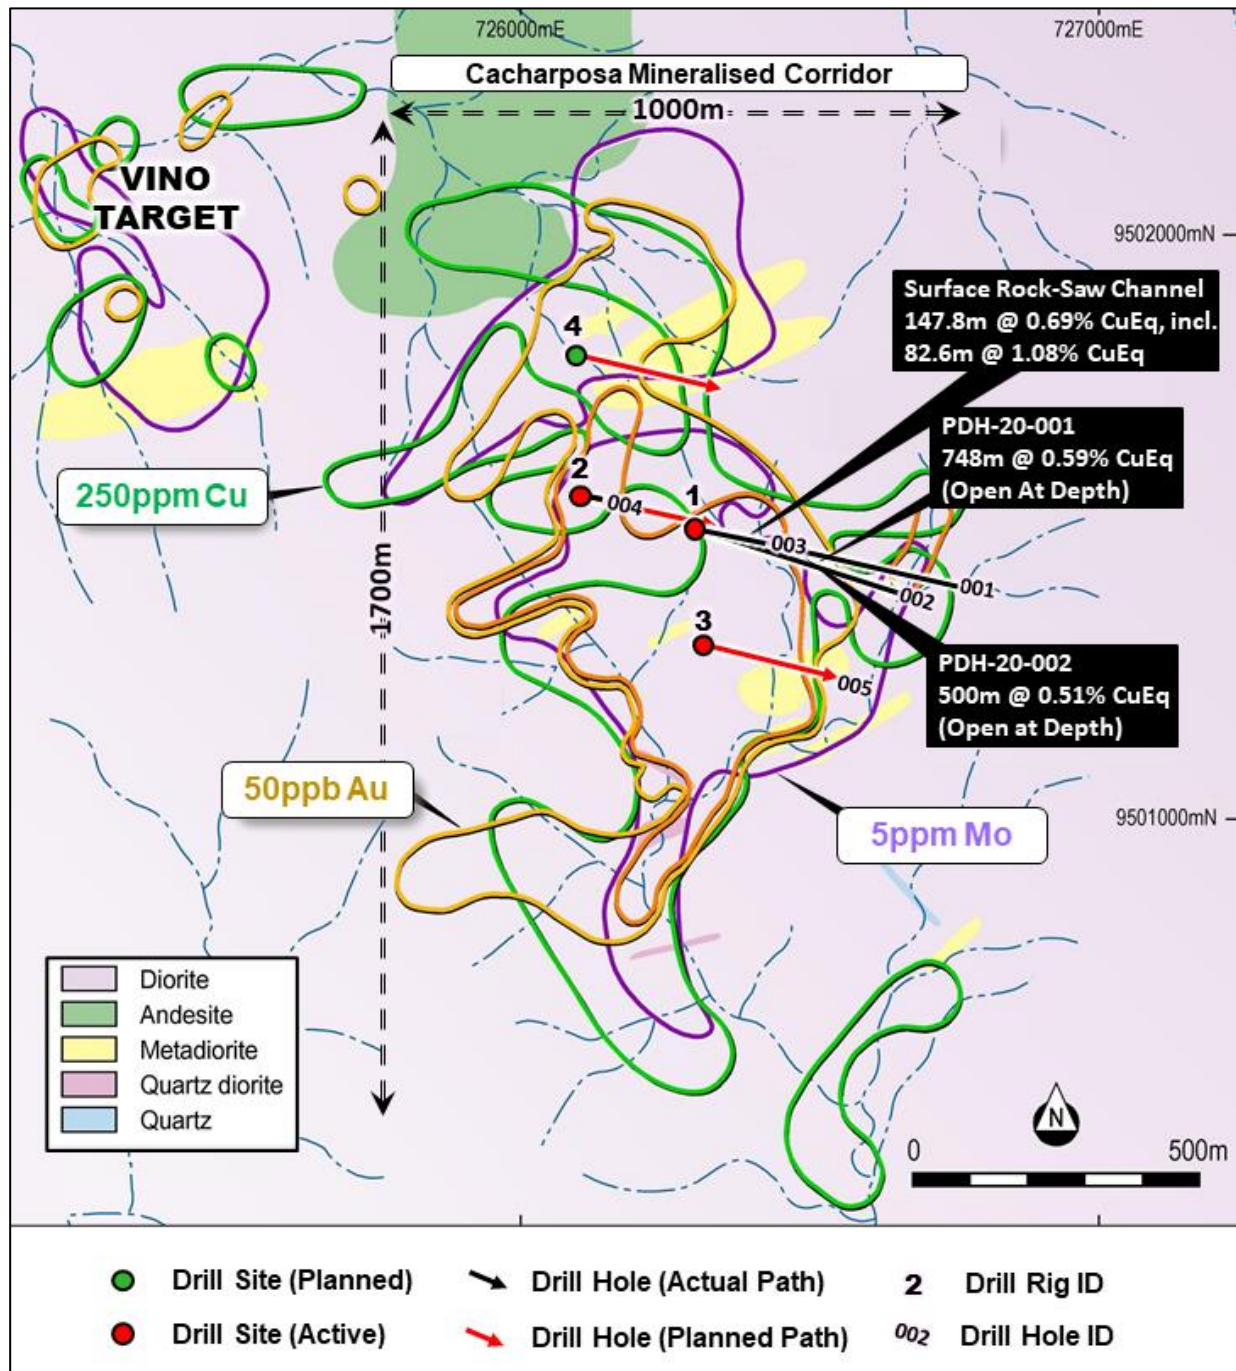 726000mE
727000mE
Cacharposa Mineralised Corridor
1000m
VINO
TARGET
9502000mN
Surface Rock-Saw Channel
147.8m @ 0.69% CuEq, incl.
82.6m @ 1.08% CuEq
4
PDH-20-001
748m @ 0.59% CuEq
(Open At Depth)
250ppm Cu
2
004
1
003
001
002
1700m
3
005
PDH-20-002
500m @ 0.51% CuEq
(Open at Depth)
50ppb Au
5ppm Mo
9501000mN
Diorite
Andesite
Metadiorite
Quartz diorite
Quartz
N
0
500m
Drill Site (Planned)
Drill Hole (Actual Path)
2
Drill Rig ID
Drill Site (Active)
Drill Hole (Planned Path)
002
Drill Hole ID